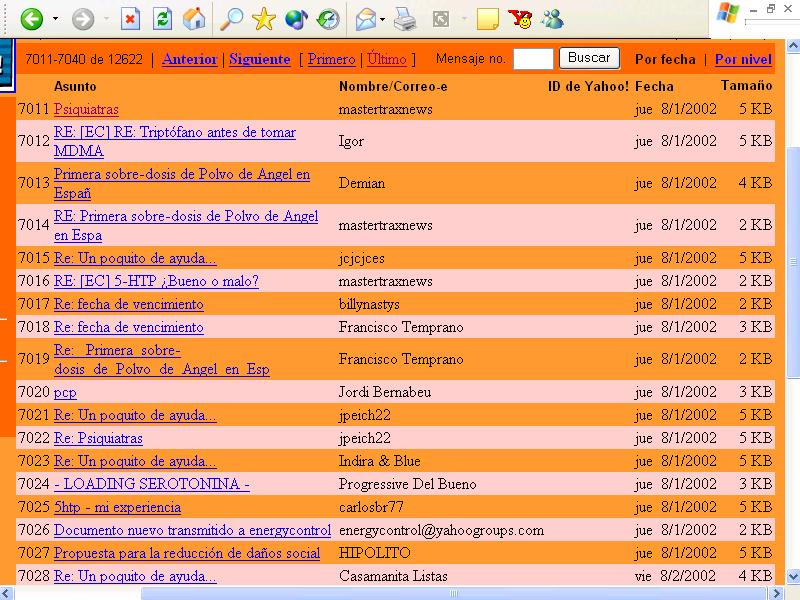 7011-7040 de 12622 | Anterior | Siguiente [ Primero | Último ] Mensaje no. Buscar Por fecha | Por nivel
Asunto Nombre/Correo-e ID de Yahoo! Fecha Tamaño
7011 Psiquiatras mastertraxnews jue 8/1/2002 5 KB
7012 RE: [EC] RE: Triptófano antes de tomar
MDMA Igor jue 8/1/2002 5 KB
7013 Primera sobre-dosis de Polvo de Angel en
Españ Demian jue 8/1/2002 4 KB
7014 RE: Primera sobre-dosis de Polvo de Angel
en Espa mastertraxnews jue 8/1/2002 2 KB
7015 Re: Un poquito de ayuda... jcjcjces jue 8/1/2002 5 KB
7016 RE: [EC] 5-HTP ¿Bueno o malo? mastertraxnews jue 8/1/2002 2 KB
7017 Re: fecha de vencimiento billynastys jue 8/1/2002 2 KB
7018 Re: fecha de vencimiento Francisco Temprano jue 8/1/2002 3 KB
7019 Re: _Primera_sobre-
dosis_de_Polvo_de_Angel_en_Esp Francisco Temprano jue 8/1/2002 2 KB
7020 pcp Jordi Bernabeu jue 8/1/2002 3 KB
7021 Re: Un poquito de ayuda... jpeich22 jue 8/1/2002 5 KB
7022 Re: Psiquiatras jpeich22 jue 8/1/2002 5 KB
7023 Re: Un poquito de ayuda... Indira & Blue jue 8/1/2002 5 KB
7024 - LOADING SEROTONINA - Progressive Del Bueno jue 8/1/2002 3 KB
7025 5htp - mi experiencia carlosbr77 jue 8/1/2002 5 KB
7026 Documento nuevo transmitido a energycontrol energycontrol@yahoogroups.com jue 8/1/2002 2 KB
7027 Propuesta para la reducción de daños social HIPOLITO jue 8/1/2002 5 KB
7028 Re: Un poquito de ayuda... Casamanita Listas vie 8/2/2002 4 KB